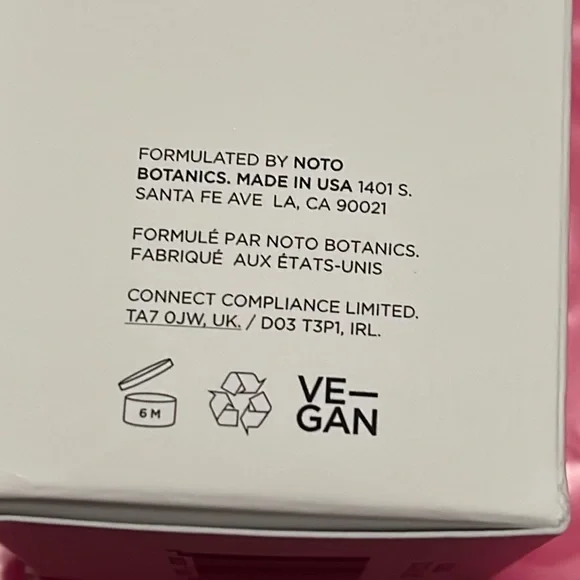 FORMULATED BY NOTO
BOTANICS. MADE IN USA 1401 S.
SANTA FE AVE LA, CA 90021
FORMULÉ PAR NOTO BOTANICS.
FABRIQUÉ AUX ÉTATS-UNIS
CONNECT COMPLIANCE LIMITED.
TA7 0JW, UK. / D03 T3P1, IRL.
6 M
VE—
GAN